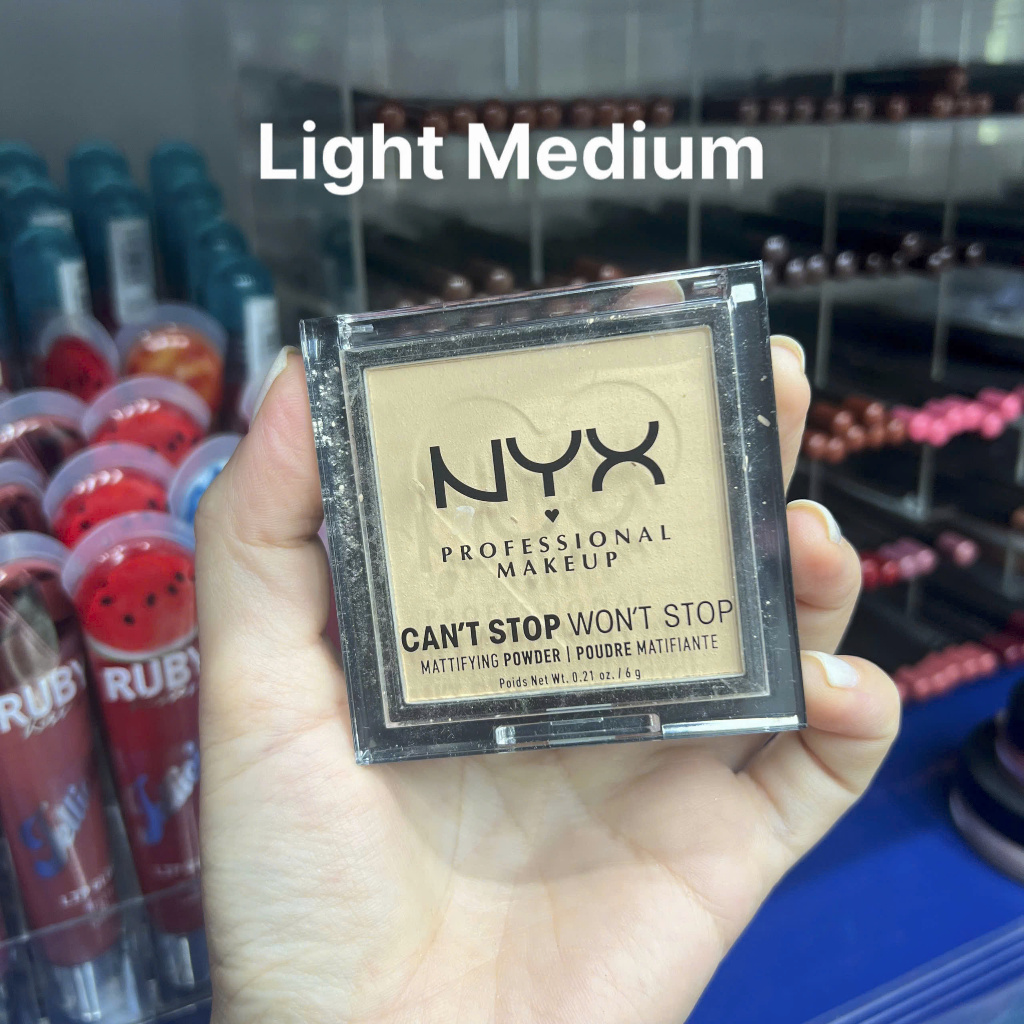 Light Medium
NYX
PROFESSIONAL
MAKEUP
CAN'T STOP WON'T STOP
MATTIFYING POWDER | POUDRE MATIFIANTE
Poids Net Wt. 0.21 oz. / 6 g
RUBY
RUBY